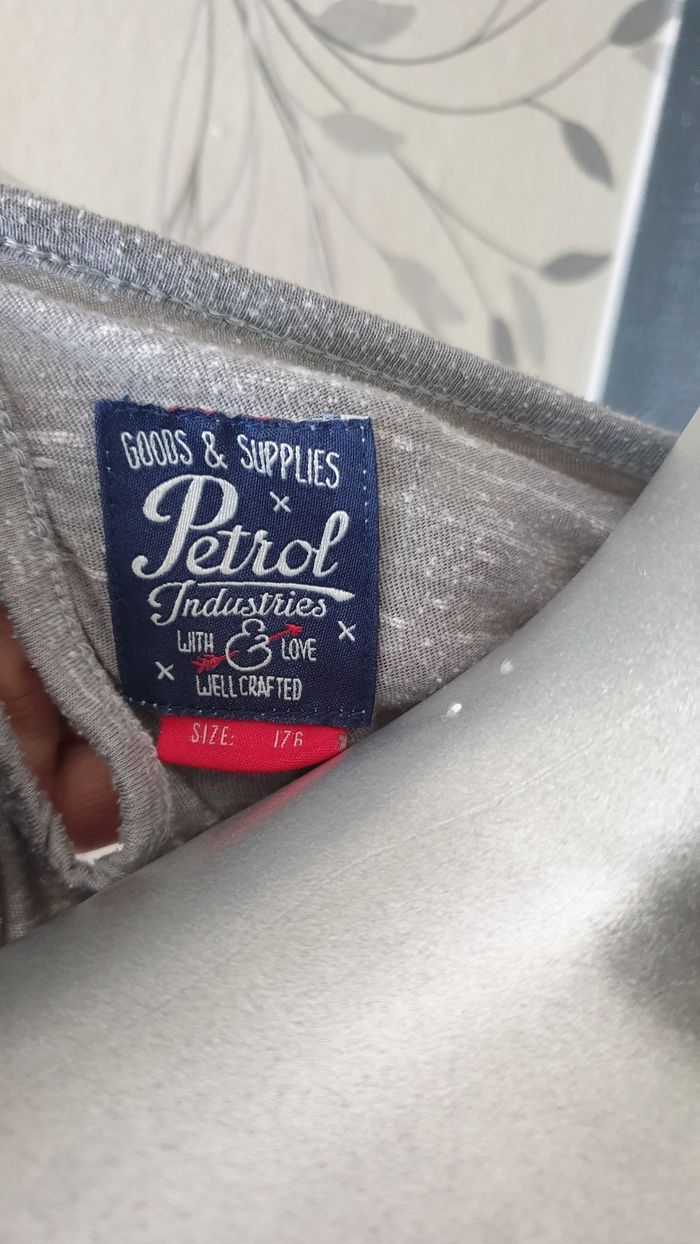 GOODS & SUPPLIES
Petrol
Industries
WITH & LOVE
WELLCRAFTED
SIZE: 176